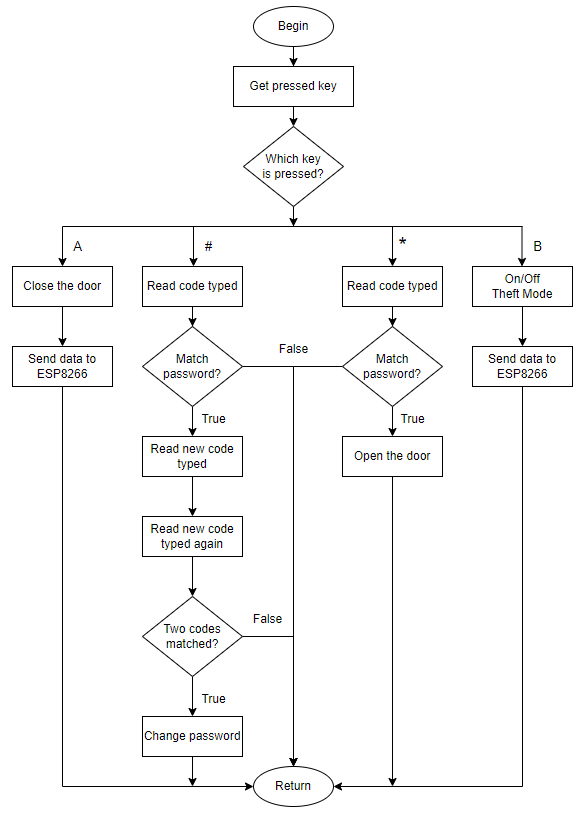 Begin
Get pressed key
Which key
is pressed?
A
#
*
B
Close the door
Read code typed
Read code typed
On/Off
Theft Mode
Send data to
ESP8266
Match
password?
False
Match
password?
Send data to
ESP8266
True
True
Read new code
typed
Open the door
Read new code
typed again
Two codes
matched?
False
True
Change password
Return